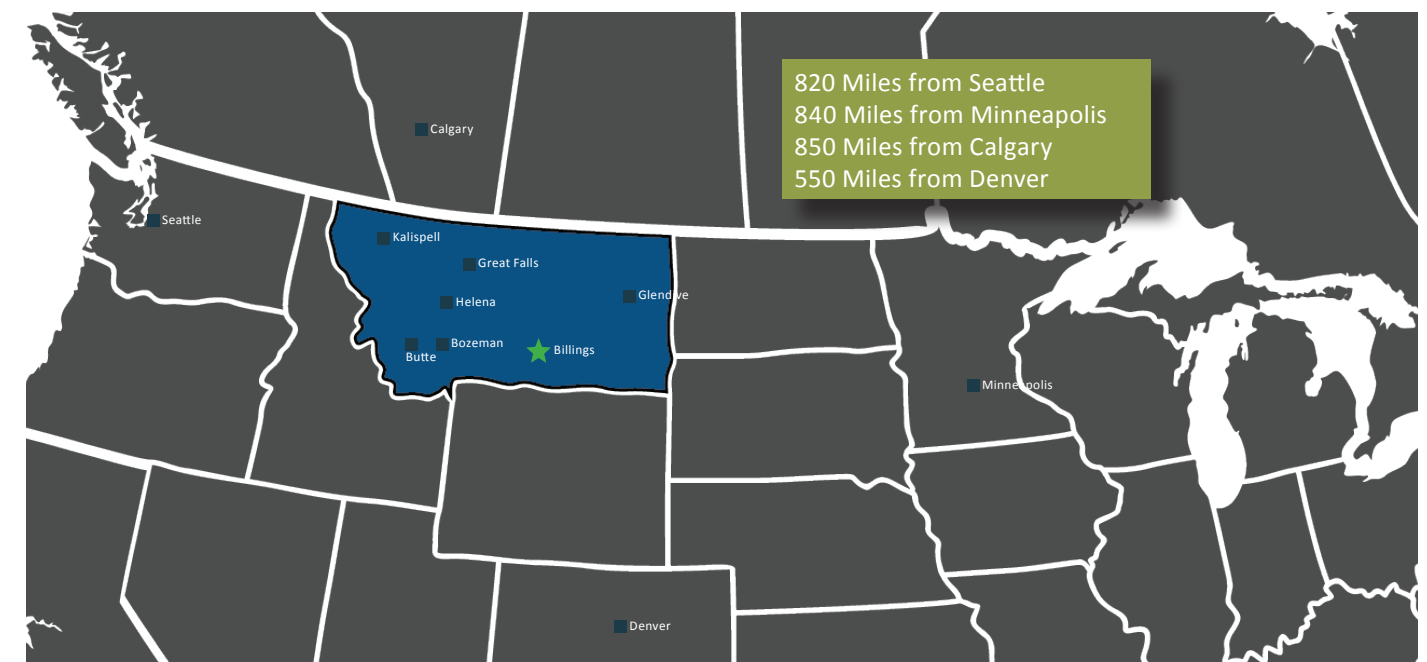 820 Miles from Seattle
840 Miles from Minneapolis
850 Miles from Calgary
550 Miles from Denver
Calgary
Seattle
Kalispell
Great Falls
Glendive
Helena
Bozeman
Billings
Butte
Minneapolis
Denver